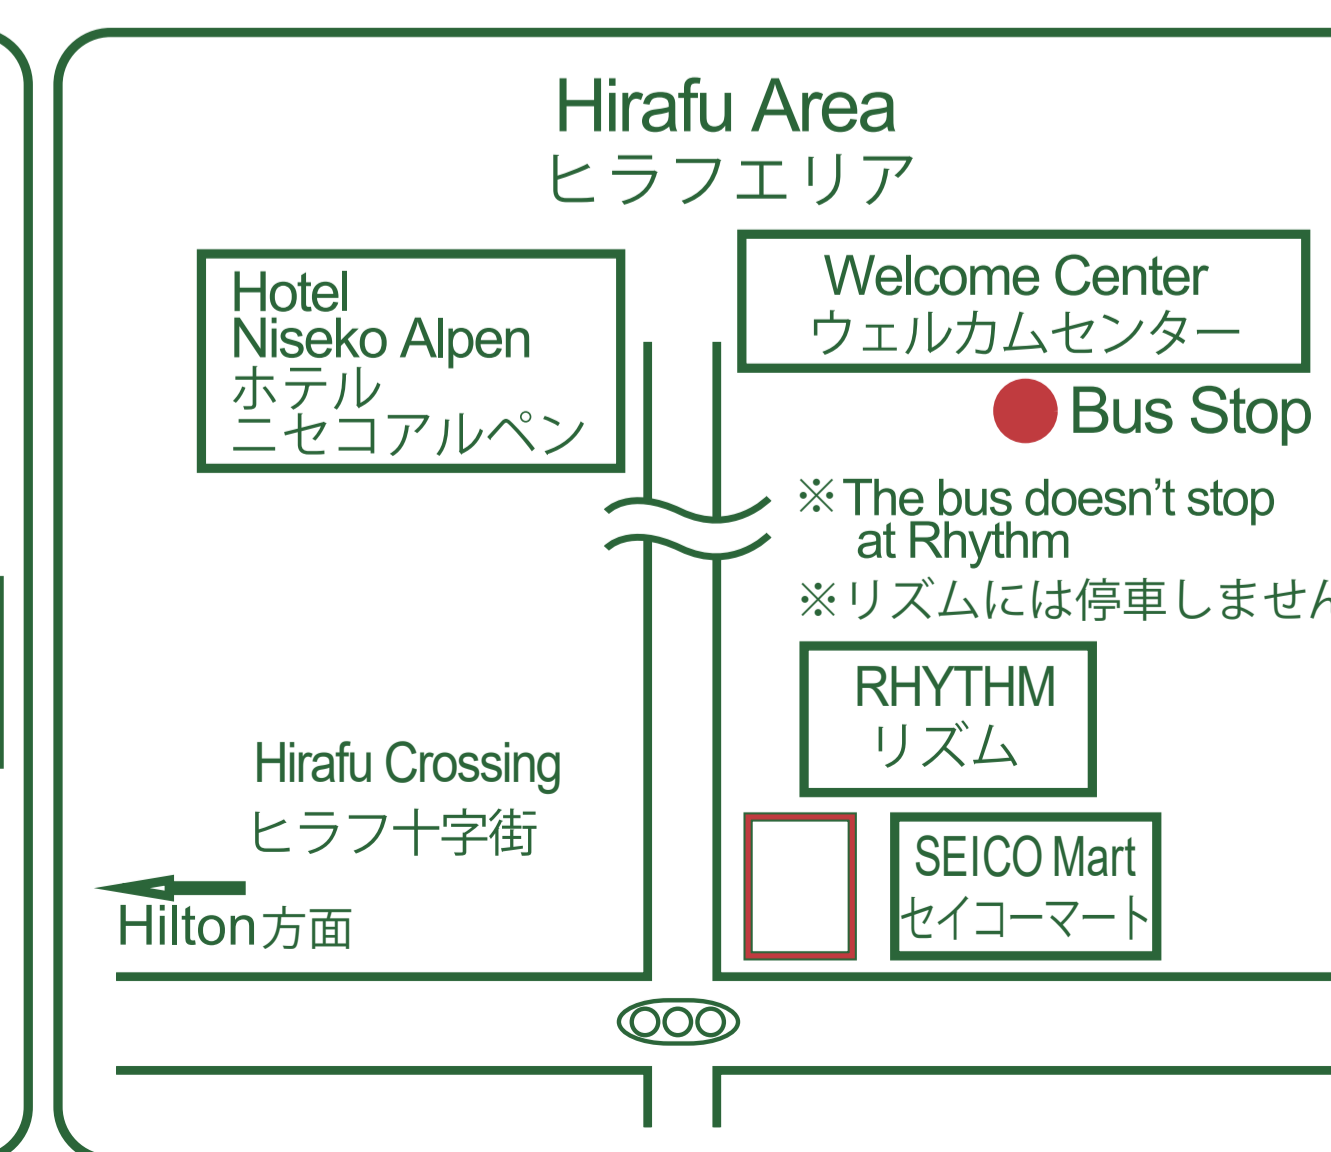 Hirafu Area
ヒラフエリア
Hotel
Niseko Alpen
ホテル
ニセコアルペン
Welcome Center
ウェルカムセンター
Bus Stop
※The bus doesn't stop
at Rhythm
※リズムには停車しません
RHYTHM
リズム
Hirafu Crossing
ヒラフ十字街
SEICO Mart
セイコーマート
Hilton方面